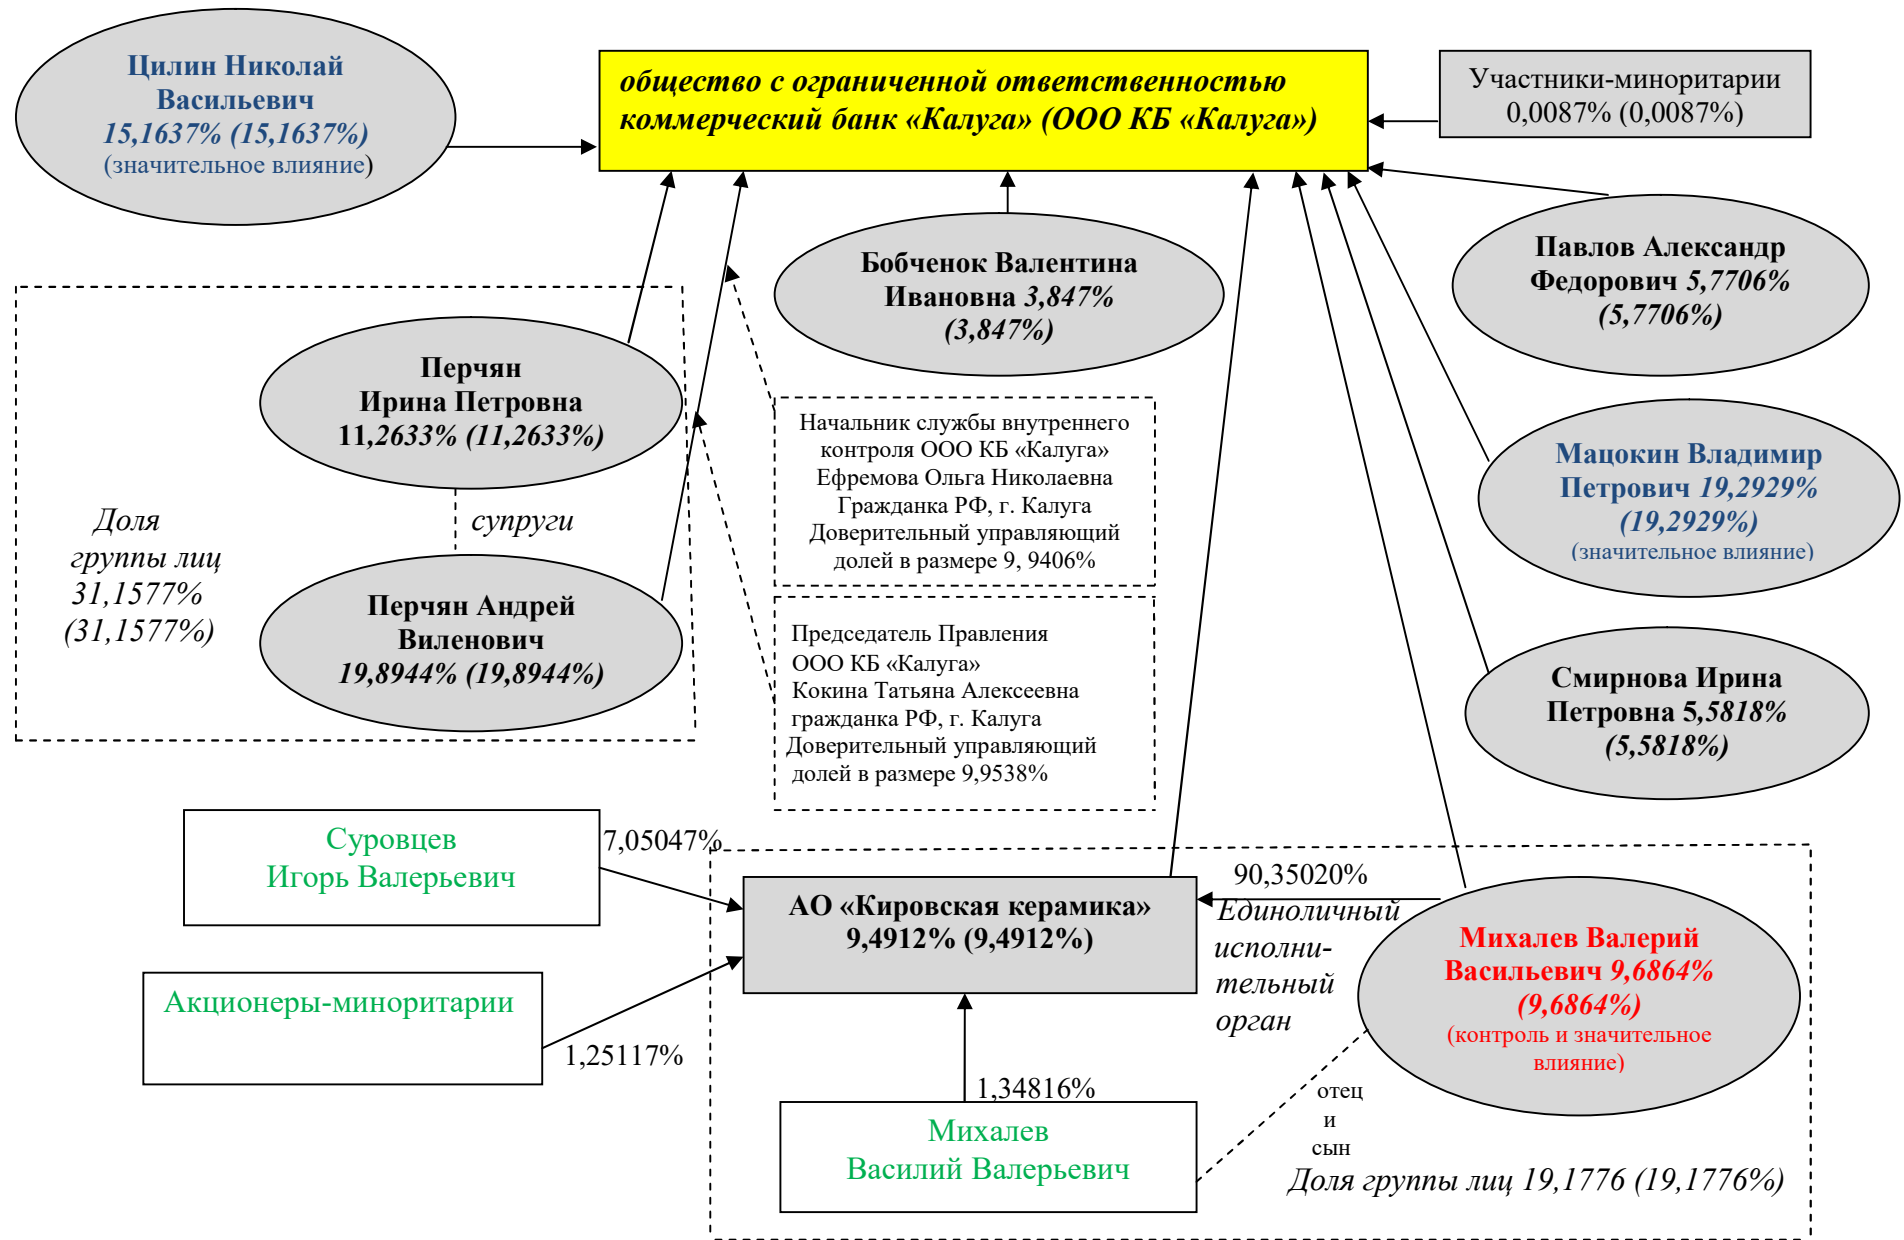 Цилин Николай
Васильевич
15,1637% (15,1637%)
(значительное влияние)
общество с ограниченной ответственностью
коммерческий банк «Калуга» (ООО КБ «Калуга»)
Участники-миноритарии
0,0087% (0,0087%)
Бобченок Валентина
Ивановна 3,847%
(3,847%)
Павлов Александр
Федорович 5,7706%
(5,7706%)
Перчян
Ирина Петровна
11,2633% (11,2633%)
супруги
Доля
группы лиц
31,1577%
(31,1577%)
Перчян Андрей
Виленович
19,8944% (19,8944%)
Начальник службы внутреннего
контроля ООО КБ «Калуга»
Ефремова Ольга Николаевна
Гражданка РФ, г. Калуга
Доверительный управляющий
долей в размере 9, 9406%
Председатель Правления
ООО КБ «Калуга»
Кокина Татьяна Алексеевна
гражданка РФ, г. Калуга
Доверительный управляющий
долей в размере 9,9538%
Мацокин Владимир
Петрович 19,2929%
(19,2929%)
(значительное влияние)
Смирнова Ирина
Петровна 5,5818%
(5,5818%)
Суровцев
Игорь Валерьевич
7,05047%
Акционеры-миноритарии
1,25117%
АО «Кировская керамика»
9,4912% (9,4912%)
90,35020%
Единоличный
исполни-
тельный
орган
Михалев Валерий
Васильевич 9,6864%
(9,6864%)
(контроль и значительное
влияние)
1,34816%
Михалев
Василий Валерьевич
отец
и
сын
Доля группы лиц 19,1776 (19,1776%)